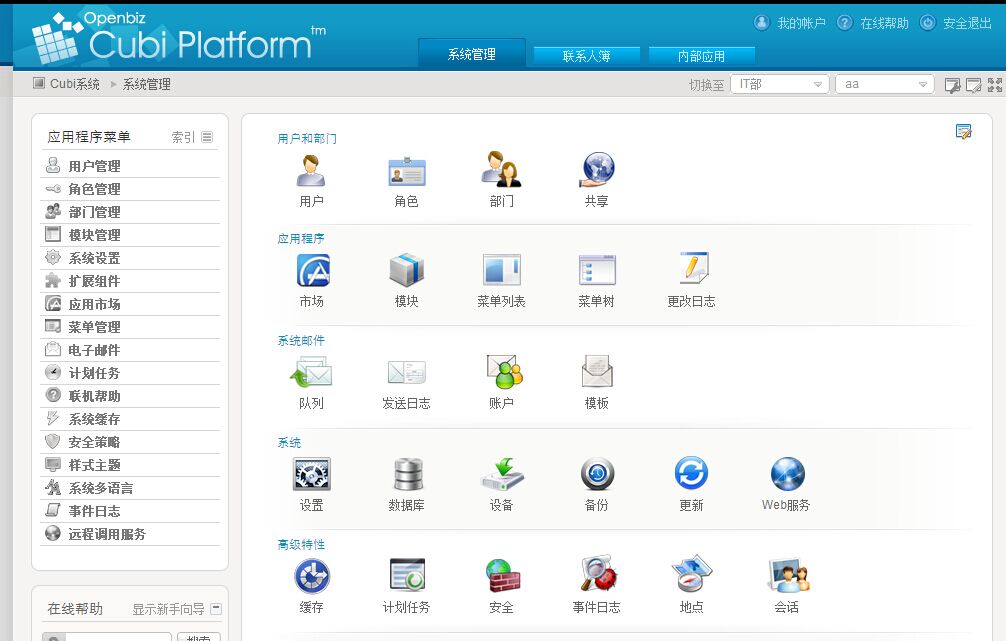 Openbiz
Cubi Platform™
我的帐户 在线帮助 安全退出
系统管理 联系人簿 内部应用
Cubi系统 系统管理
切换至 IT部 aa
应用程序菜单 索引
用户管理
角色管理
部门管理
模块管理
系统设置
扩展组件
应用市场
菜单管理
电子邮件
计划任务
联机帮助
系统缓存
安全策略
样式主题
系统多语言
事件日志
远程调用服务
在线帮助 显示新手向导
搜索
用户和部门
用户 角色 部门 共享
应用程序
市场 模块 菜单列表 菜单树 更改日志
系统邮件
队列 发送日志 账户 模板
系统
设置 数据库 设备 备份 更新 Web服务
高级特性
缓存 计划任务 安全 事件日志 地点 会话